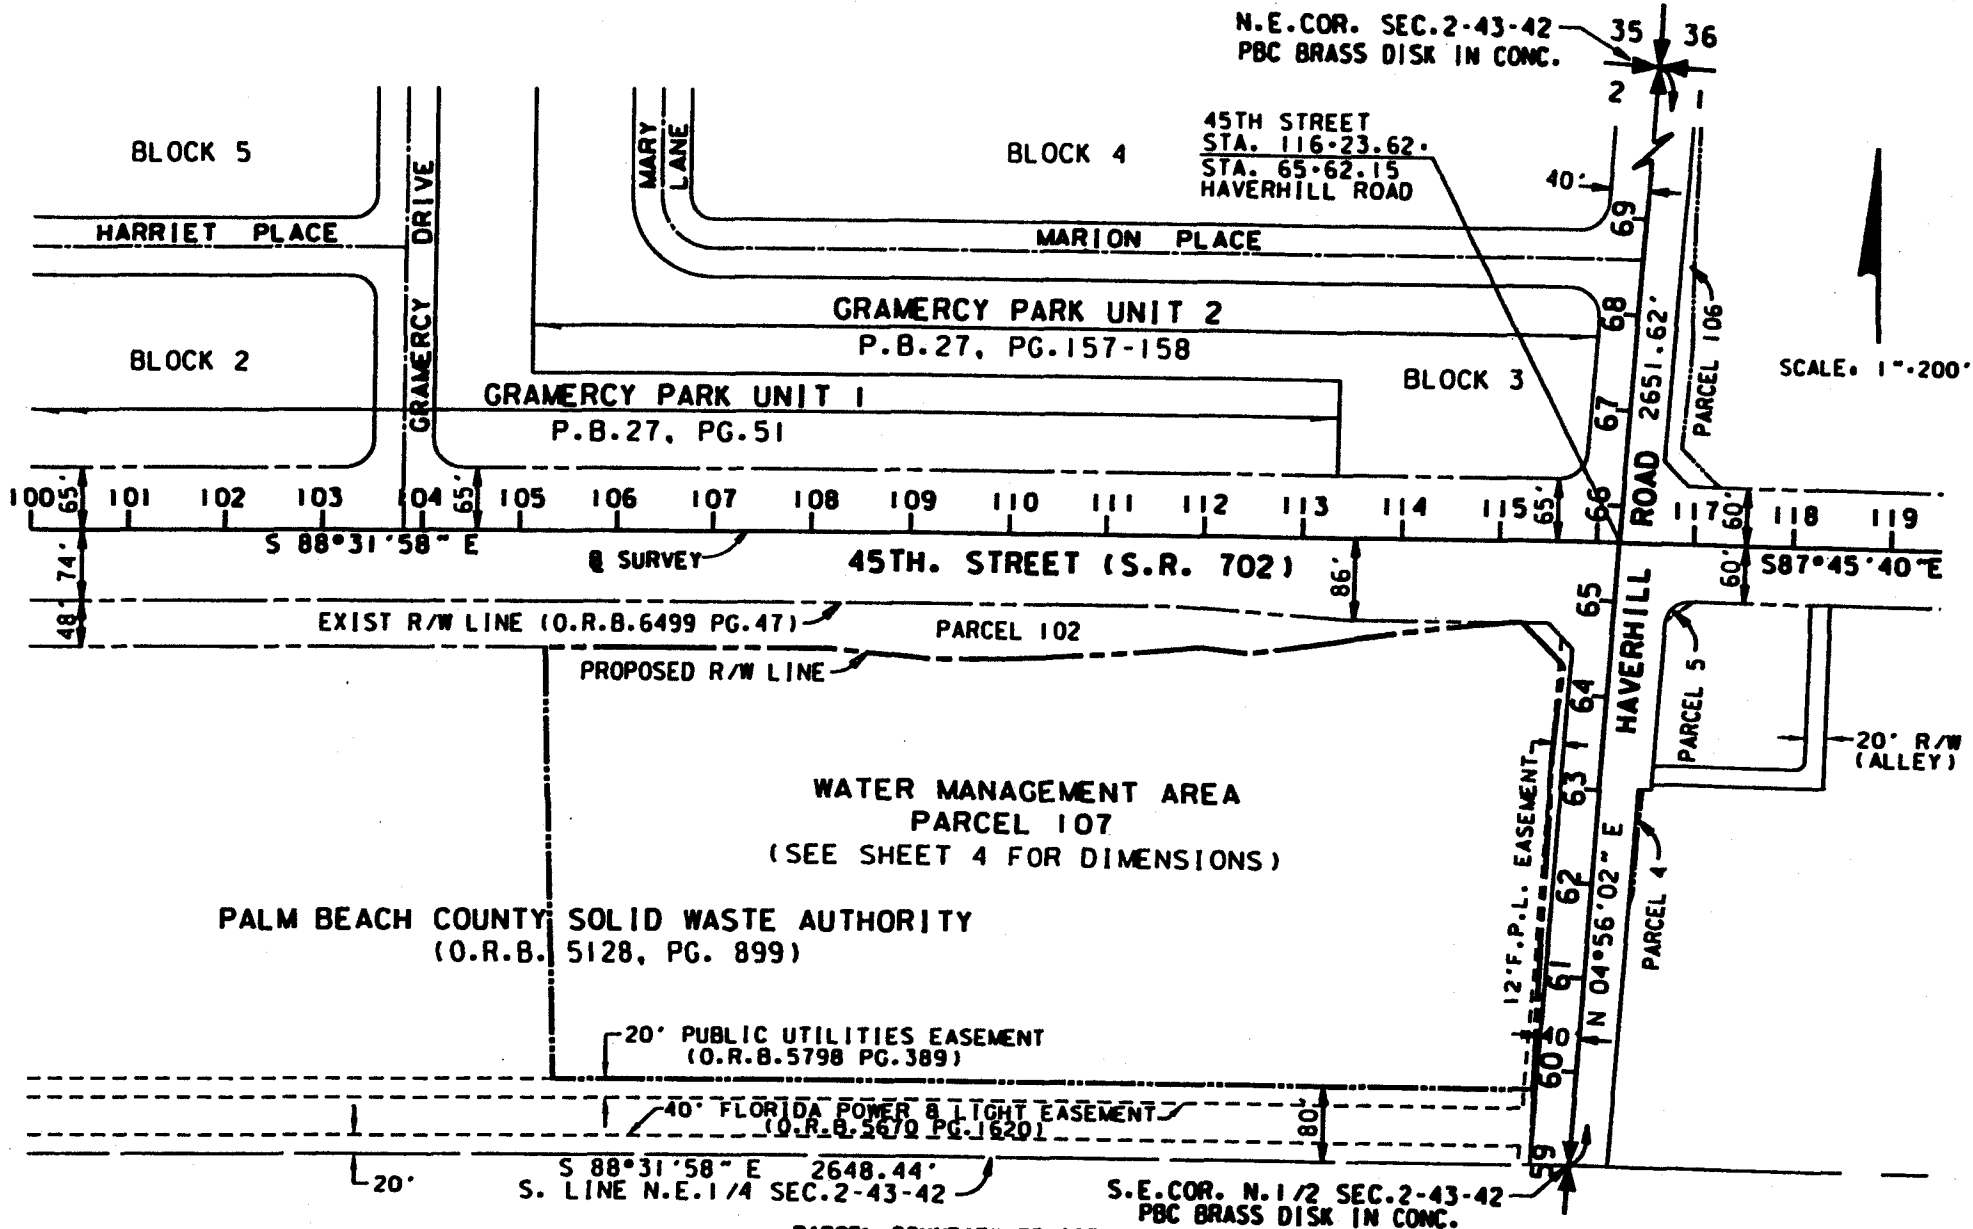 N.E.COR. SEC.2-43-42
PBC BRASS DISK IN CONC.
35
36
2
1
BLOCK 5
GRAMERCY DRIVE
MARY
LANE
BLOCK 4
45TH STREET
STA. 116+23.62
STA. 65+62.15
HAVERHILL ROAD
40'
HARRIET PLACE
MARION PLACE
69
68
67
66
65
64
63
62
61
60
59
GRAMERCY PARK UNIT 2
P.B.27, PG.157-158
BLOCK 2
BLOCK 3
2651.62'
PARCEL 106
SCALE: 1"=200'
GRAMERCY PARK UNIT 1
P.B.27, PG.51
65'
65'
65'
60'
100 101 102 103 104 105 106 107 108 109 110 111 112 113 114 115 117 118 119
S 88°31'58" E
℄ SURVEY
45TH. STREET (S.R. 702)
86'
60'
S87°45'40"E
74'
48'
EXIST R/W LINE (O.R.B.6499 PG.47)
PARCEL 102
PROPOSED R/W LINE
HAVERHILL ROAD
PARCEL 5
20' R/W
(ALLEY)
WATER MANAGEMENT AREA
PARCEL 107
(SEE SHEET 4 FOR DIMENSIONS)
12'F.P.L. EASEMENT
N 04°56'02" E
PARCEL 4
PALM BEACH COUNTY SOLID WASTE AUTHORITY
(O.R.B. 5128, PG. 899)
40'
20' PUBLIC UTILITIES EASEMENT
(O.R.B.5798 PG.389)
40' FLORIDA POWER & LIGHT EASEMENT
(O.R.B.5670 PG.1620)
80'
20'
S 88°31'58" E 2648.44'
S. LINE N.E.1/4 SEC.2-43-42
S.E.COR. N.1/2 SEC.2-43-42
PBC BRASS DISK IN CONC.